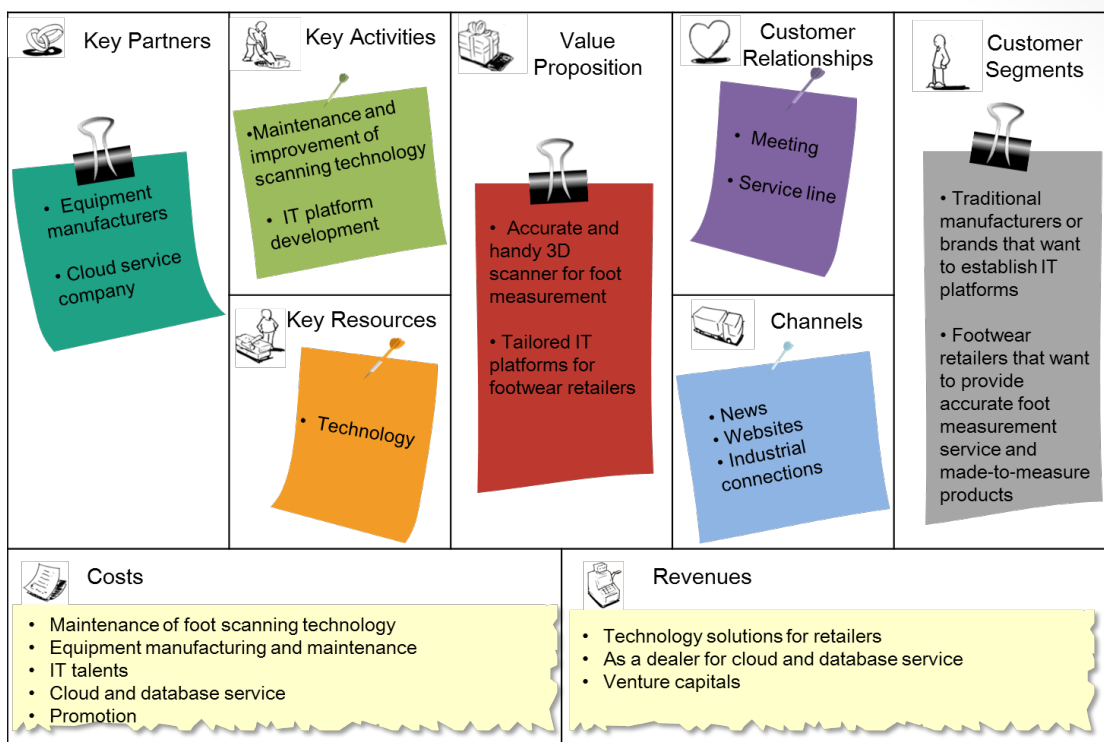 Key Partners
• Equipment
manufacturers
• Cloud service
company
Key Activities
•Maintenance and
improvement of
scanning technology
• IT platform
development
Key Resources
• Technology
Value
Proposition
• Accurate and
handy 3D
scanner for foot
measurement
• Tailored IT
platforms for
footwear retailers
Customer
Relationships
• Meeting
• Service line
Channels
• News
• Websites
• Industrial
connections
Customer
Segments
• Traditional
manufacturers or
brands that want
to establish IT
platforms
• Footwear
retailers that want
to provide
accurate foot
measurement
service and
made-to-measure
products
Costs
• Maintenance of foot scanning technology
• Equipment manufacturing and maintenance
• IT talents
• Cloud and database service
• Promotion
Revenues
• Technology solutions for retailers
• As a dealer for cloud and database service
• Venture capitals